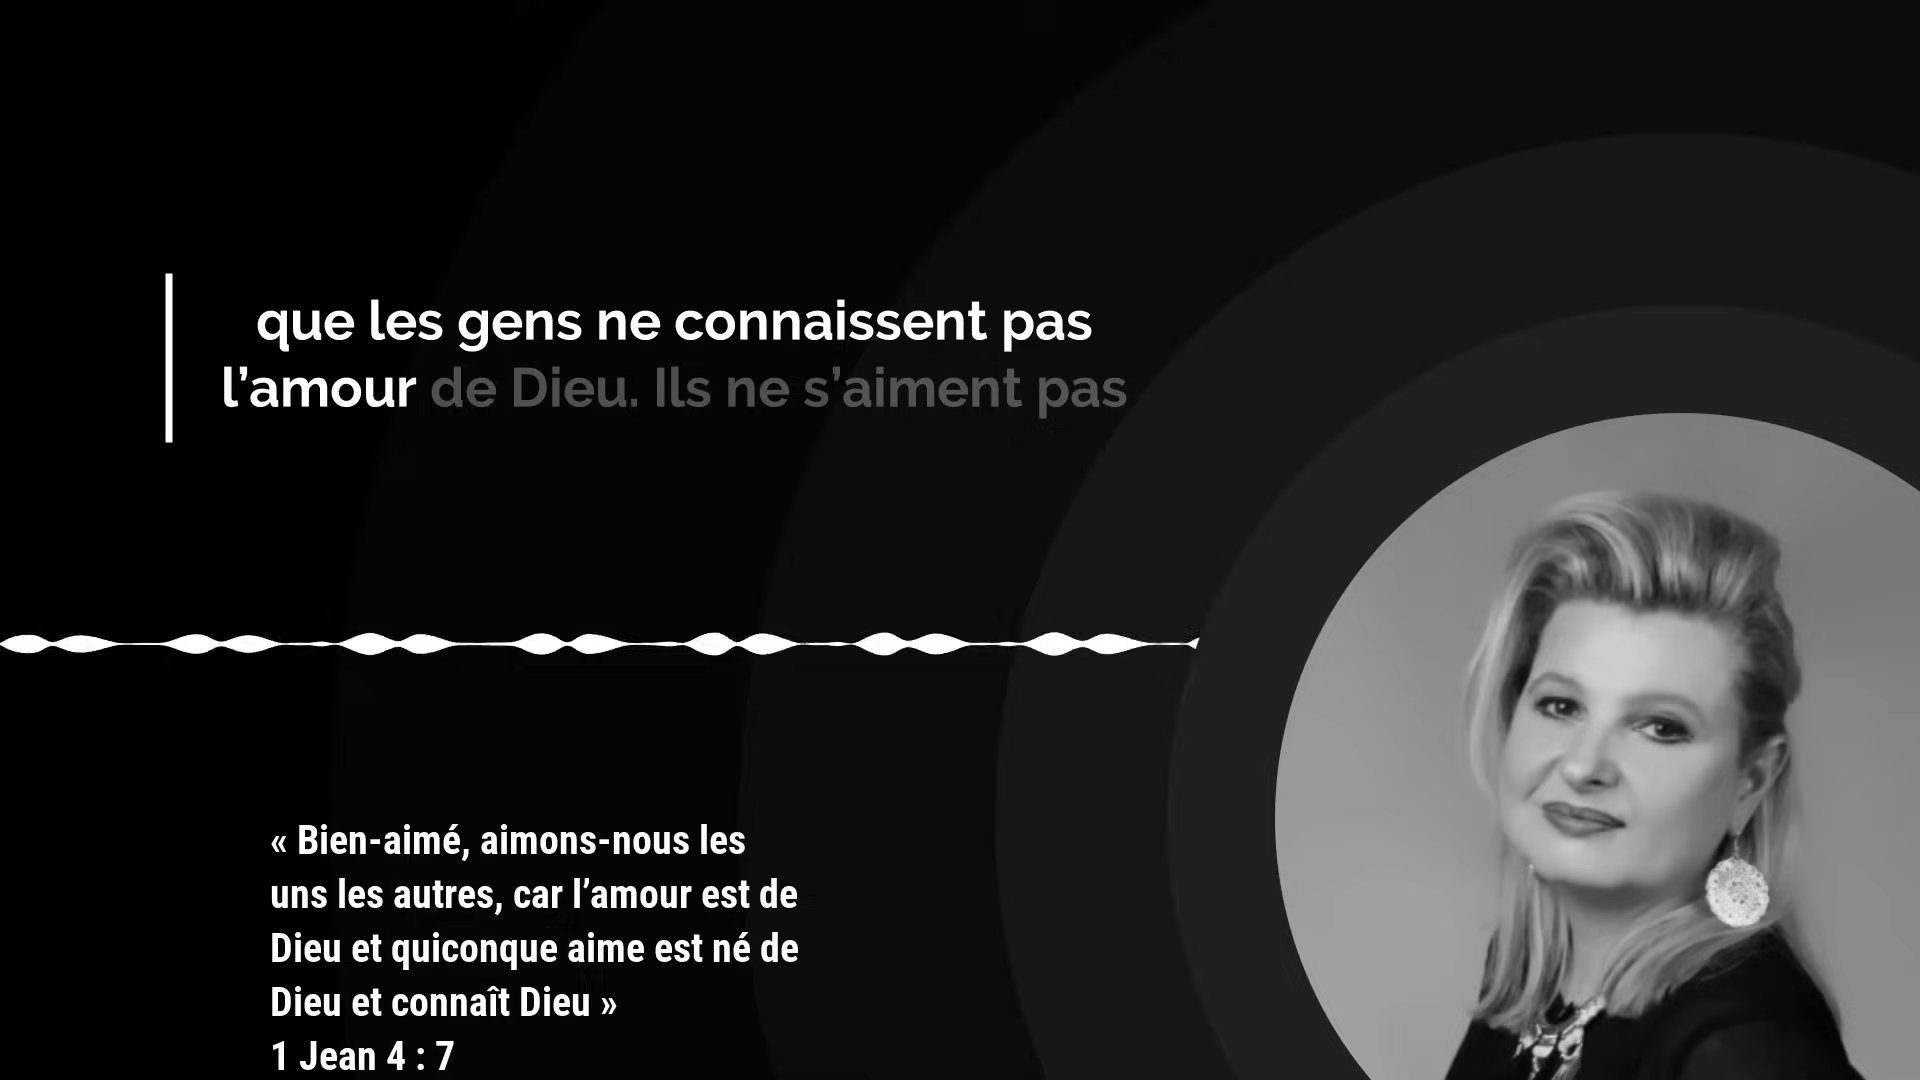 que les gens ne connaissent pas
l’amour de Dieu. Ils ne s’aiment pas
« Bien-aimé, aimons-nous les
uns les autres, car l’amour est de
Dieu et quiconque aime est né de
Dieu et connaît Dieu »
1 Jean 4 : 7